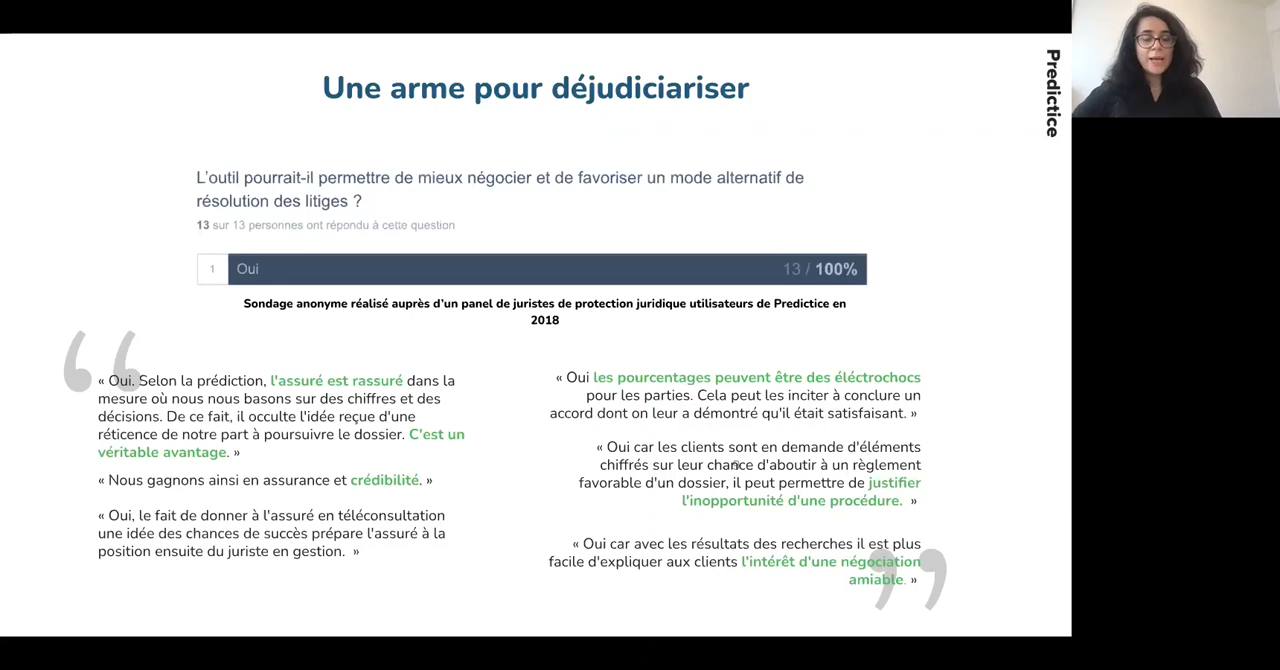 Une arme pour déjudiciariser
Predictice
L'outil pourrait-il permettre de mieux négocier et de favoriser un mode alternatif de
résolution des litiges ?
13 sur 13 personnes ont répondu à cette question
1 Oui 13 / 100%
Sondage anonyme réalisé auprès d'un panel de juristes de protection juridique utilisateurs de Predictice en
2018
« Oui. Selon la prédiction, l'assuré est rassuré dans la
mesure où nous nous basons sur des chiffres et des
décisions. De ce fait, il occulte l'idée reçue d'une
réticence de notre part à poursuivre le dossier. C'est un
véritable avantage. »
« Nous gagnons ainsi en assurance et crédibilité. »
« Oui, le fait de donner à l'assuré en téléconsultation
une idée des chances de succès prépare l'assuré à la
position ensuite du juriste en gestion. »
« Oui les pourcentages peuvent être des éléctrochocs
pour les parties. Cela peut les inciter à conclure un
accord dont on leur a démontré qu'il était satisfaisant. »
« Oui car les clients sont en demande d'éléments
chiffrés sur leur chance d'aboutir à un règlement
favorable d'un dossier, il peut permettre de justifier
l'inopportunité d'une procédure. »
« Oui car avec les résultats des recherches il est plus
facile d'expliquer aux clients l'intérêt d'une négociation
amiable. »